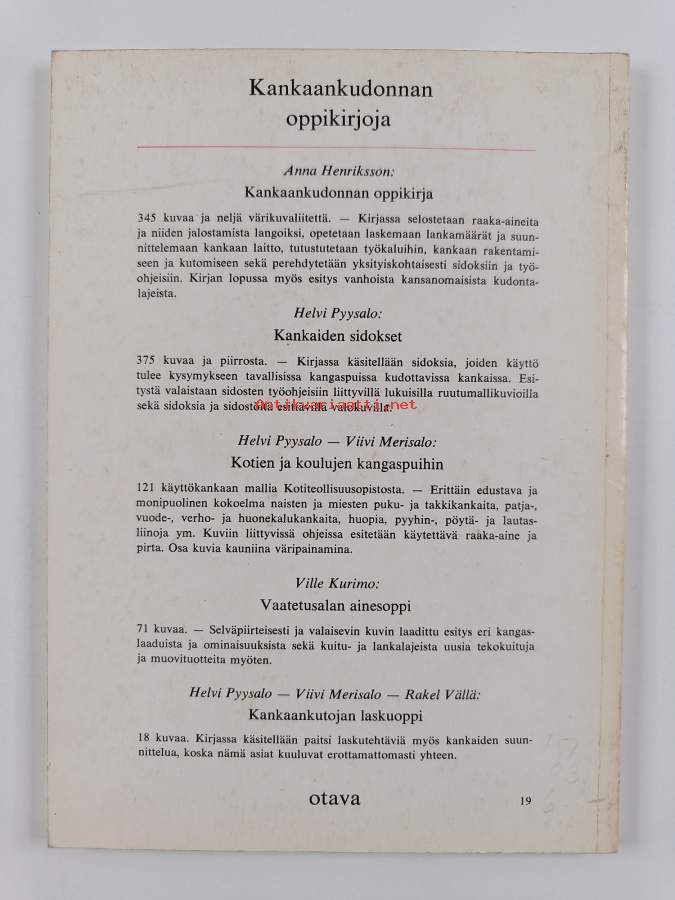 Kankaankudonnan
oppikirjoja
Anna Henriksson:
Kankaankudonnan oppikirja
345 kuvaa ja neljä värikuvaliitettä. — Kirjassa selostetaan raaka-aineita
ja niiden jalostamista langoiksi, opetetaan laskemaan lankamäärät ja suun-
nittelemaan kankaan laitto, tutustutetaan työkaluihin, kankaan rakentami-
seen ja kutomiseen sekä perehdytetään yksityiskohtaisesti sidoksiin ja työ-
ohjeisiin. Kirjan lopussa myös esitys vanhoista kansanomaisista kudonta-
lajeista.
Helvi Pyysalo:
Kankaiden sidokset
375 kuvaa ja piirrosta. — Kirjassa käsitellään sidoksia, joiden käyttö
tulee kysymykseen tavallisissa kangaspuissa kudottavissa kankaissa. Esi-
tystä valaistaan sidosten työohjeisiin liittyvillä lukuisilla ruutumallikuvioilla
sekä sidoksia ja sidostöitä esittävillä valokuvilla.
Antikvariaatti.net
Helvi Pyysalo — Viivi Merisalo:
Kotien ja koulujen kangaspuihin
121 käyttökankaan mallia Kotiteollisuusopistosta. — Erittäin edustava ja
monipuolinen kokoelma naisten ja miesten puku- ja takkikankaita, patja-,
vuode-, verho- ja huonekalukankaita, huopia, pyyhin-, pöytä- ja lautas-
liinoja ym. Kuviin liittyvissä ohjeissa esitetään käytettävä raaka-aine ja
pirta. Osa kuvia kauniina väripainamina.
Ville Kurimo:
Vaatetusalan ainesoppi
71 kuvaa. — Selväpiirteisesti ja valaisevin kuvin laadittu esitys eri kangas-
laaduista ja ominaisuuksista sekä kuitu- ja lankalajeista uusia tekokuituja
ja muovituotteita myöten.
Helvi Pyysalo — Viivi Merisalo — Rakel Vällä:
Kankaankutojan laskuoppi
18 kuvaa. Kirjassa käsitellään paitsi laskutehtäviä myös kankaiden suun-
nittelua, koska nämä asiat kuuluvat erottamattomasti yhteen.
otava
19